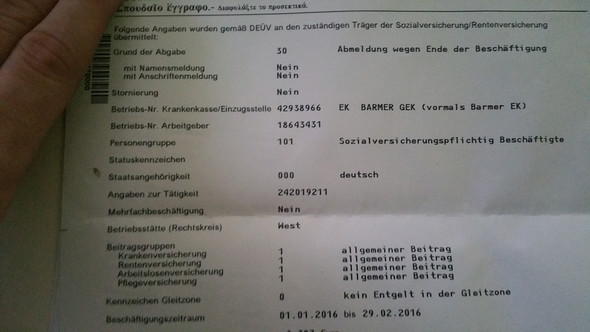 Σπουδαῖο ἔγγραφο.- Διαφυλάξτε το προσεκτικά.
Folgende Angaben wurden gemäß DEÜV an den zuständigen Träger der Sozialversicherung/Rentenversicherung
übermittelt:
Grund der Abgabe 30 Abmeldung wegen Ende der Beschäftigung
mit Namensmeldung Nein
mit Anschriftenmeldung Nein
Stornierung Nein
Betriebs-Nr. Krankenkasse/Einzugsstelle 42938966 EK BARMER GEK (vormals Barmer EK)
Betriebs-Nr. Arbeitgeber 18643431
Personengruppe 101 Sozialversicherungspflichtig Beschäftigte
Statuskennzeichen
Staatsangehörigkeit 000 deutsch
Angaben zur Tätigkeit 242019211
Mehrfachbeschäftigung Nein
Betriebsstätte (Rechtskreis) West
Beitragsgruppen
Krankenversicherung 1 allgemeiner Beitrag
Rentenversicherung 1 allgemeiner Beitrag
Arbeitslosenversicherung 1 allgemeiner Beitrag
Pflegeversicherung 1 allgemeiner Beitrag
Kennzeichen Gleitzone 0 kein Entgelt in der Gleitzone
Beschäftigungszeitraum 01.01.2016 bis 29.02.2016